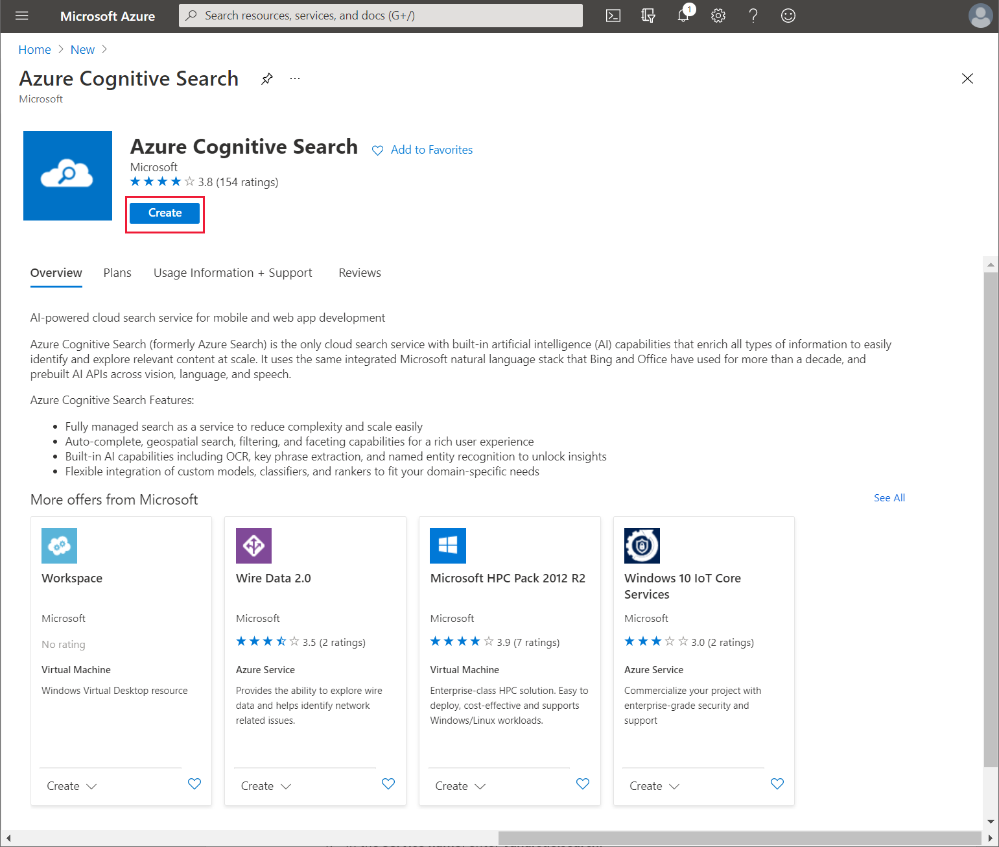 Microsoft Azure
Search resources, services, and docs (G+/)
1
Home
New
Azure Cognitive Search
...
Microsoft
Azure Cognitive Search
Add to Favorites
Microsoft
3.8 (154 ratings)
Create
Overview
Plans
Usage Information + Support
Reviews
AI-powered cloud search service for mobile and web app development
Azure Cognitive Search (formerly Azure Search) is the only cloud search service with built-in artificial intelligence (AI) capabilities that enrich all types of information to easily
identify and explore relevant content at scale. It uses the same integrated Microsoft natural language stack that Bing and Office have used for more than a decade, and
prebuilt AI APIs across vision, language, and speech.
Azure Cognitive Search Features:
• Fully managed search as a service to reduce complexity and scale easily
• Auto-complete, geospatial search, filtering, and faceting capabilities for a rich user experience
• Built-in AI capabilities including OCR, key phrase extraction, and named entity recognition to unlock insights
• Flexible integration of custom models, classifiers, and rankers to fit your domain-specific needs
More offers from Microsoft
See All
Workspace
Microsoft
No rating
Virtual Machine
Windows Virtual Desktop resource
Create
Wire Data 2.0
Microsoft
3.5 (2 ratings)
Azure Service
Provides the ability to explore wire
data and helps identify network
related issues.
Create
Microsoft HPC Pack 2012 R2
Microsoft
3.9 (7 ratings)
Virtual Machine
Enterprise-class HPC solution. Easy to
deploy, cost-effective and supports
Windows/Linux workloads.
Create
Windows 10 IoT Core
Services
Microsoft
3.0 (2 ratings)
Azure Service
Commercialize your project with
enterprise-grade security and
support
Create